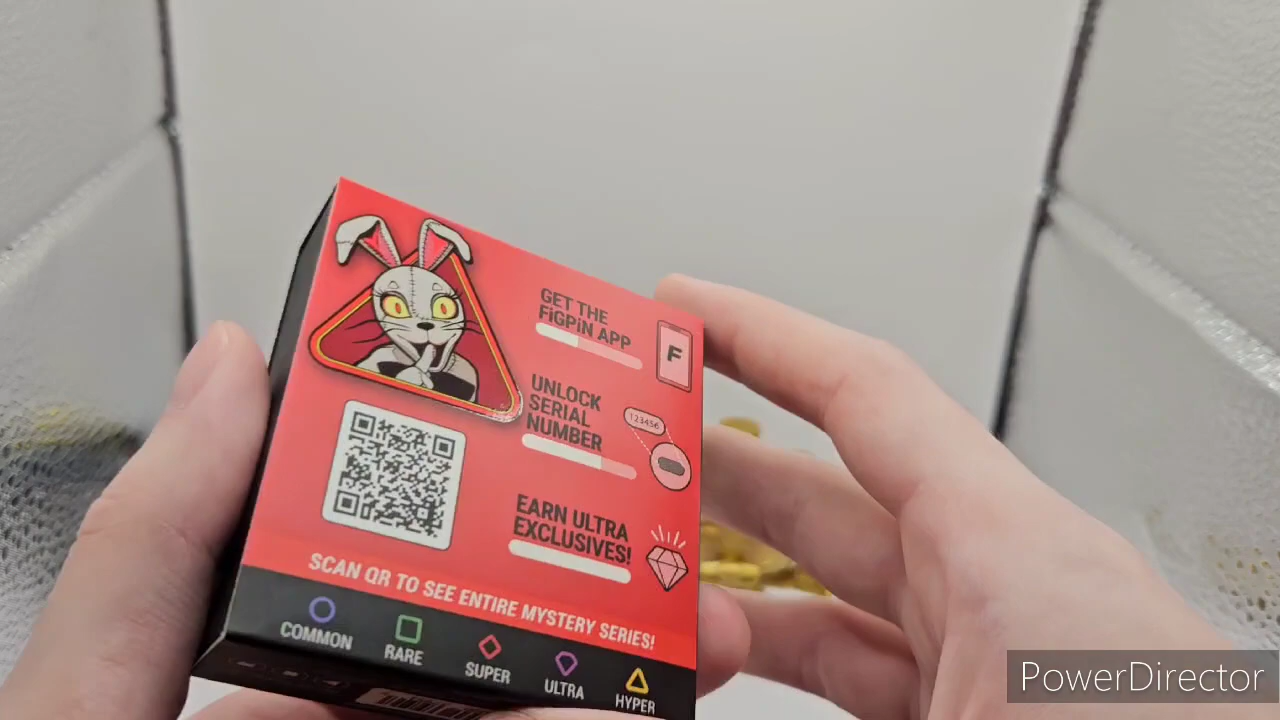 GET THE
FiGPiN APP
F
UNLOCK
SERIAL
NUMBER
123456
EARN ULTRA
EXCLUSIVES!
SCAN QR TO SEE ENTIRE MYSTERY SERIES!
COMMON
RARE
SUPER
ULTRA
HYPER
PowerDirector